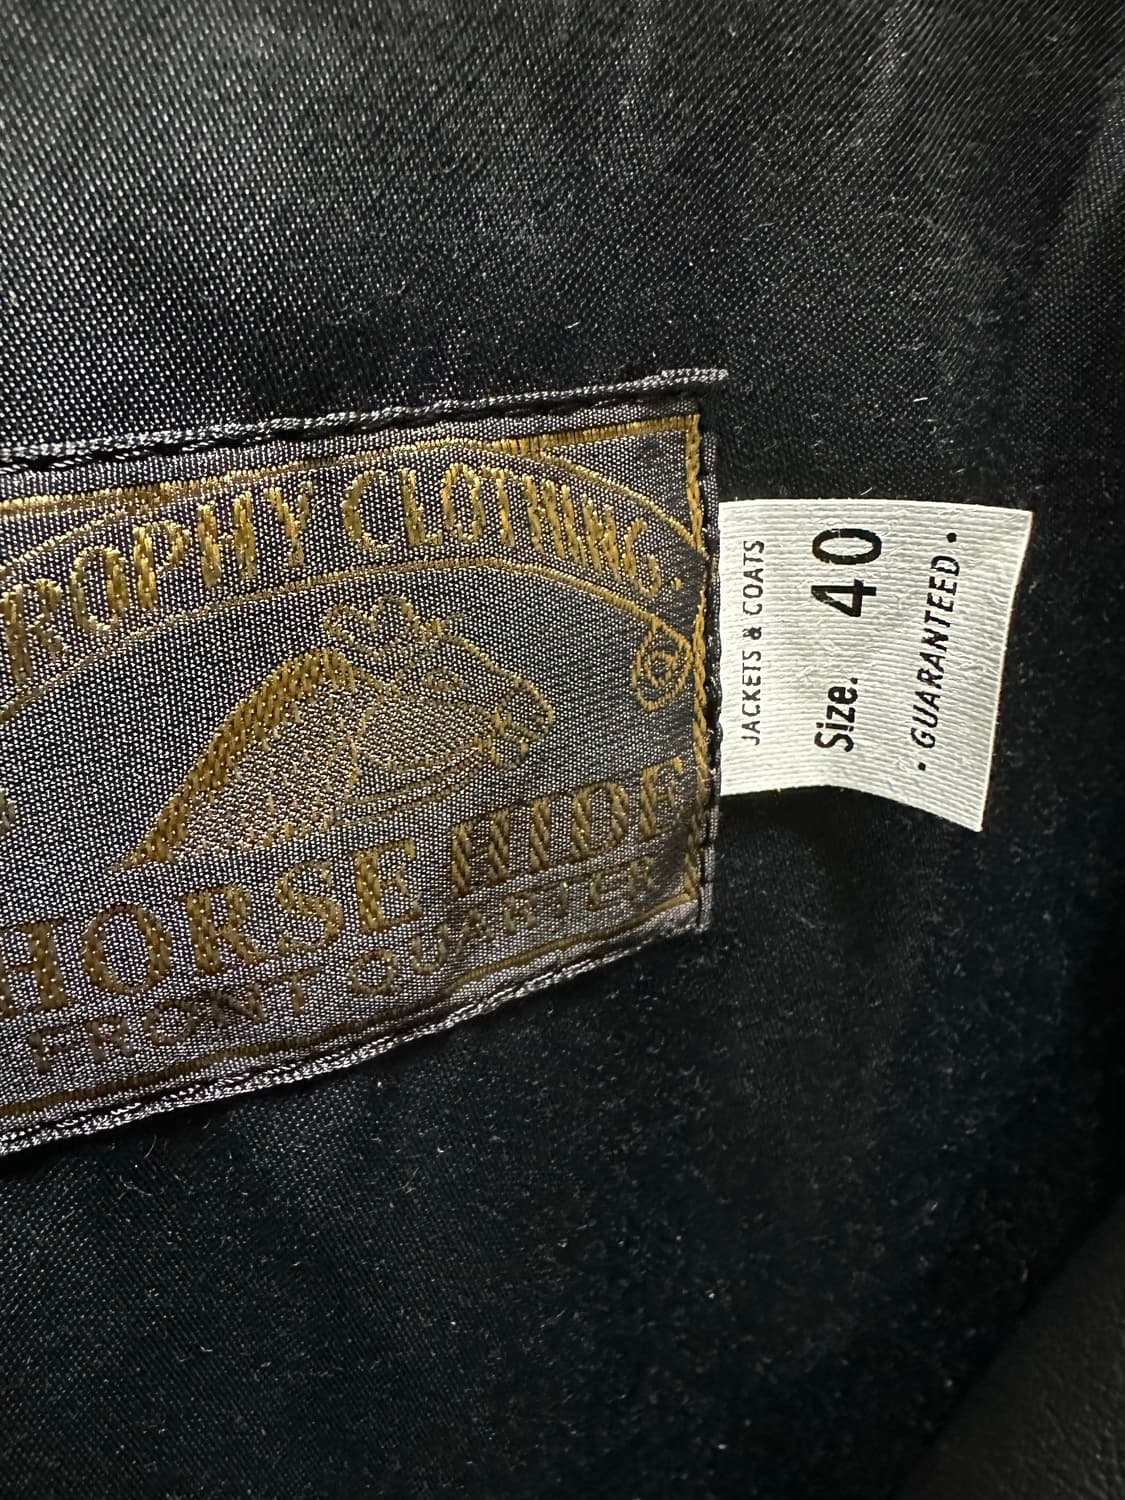 ROPHY CLOTHING.
HORSE HIDE
FRONT QUARTER
JACKETS & COATS
Size. 40
• GUARANTEED •